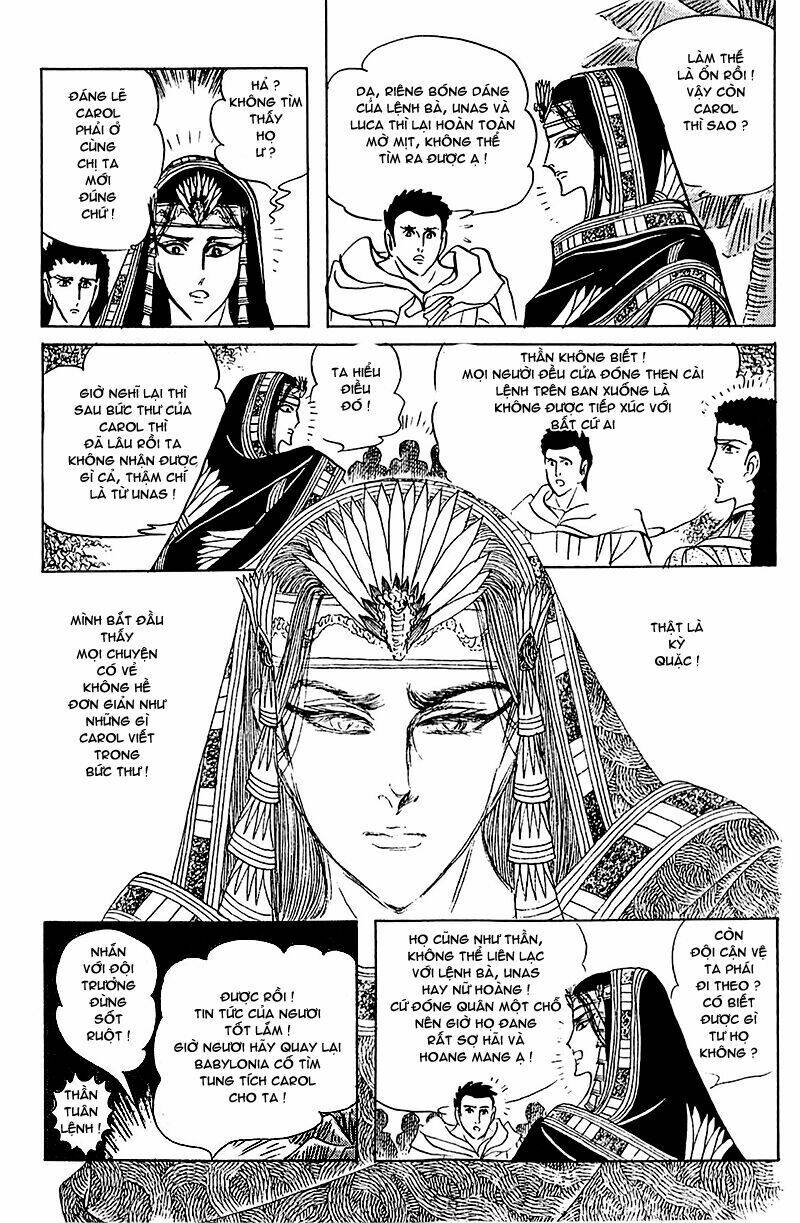 LÀM THẾ
LÀ ỔN RỒI !
VẬY CÒN
CAROL
THÌ SAO ?
DẠ, RIÊNG BÓNG DÁNG
CỦA LỆNH BÀ, UNAS VÀ
LUCA THÌ LẠI HOÀN TOÀN
MỜ MỊT, KHÔNG THỂ
TÌM RA ĐƯỢC Ạ !
HẢ ?
KHÔNG TÌM
THẤY
HỌ
Ư ?
ĐÁNG LẼ
CAROL
PHẢI Ở
CÙNG
CHỊ TA
MỚI
ĐÚNG
CHỨ !
THẦN KHÔNG BIẾT !
MỌI NGƯỜI ĐỀU CỬA ĐÓNG THEN CÀI
LỆNH TRÊN BAN XUỐNG LÀ
KHÔNG ĐƯỢC TIẾP XÚC VỚI
BẤT CỨ AI
TA HIỂU
ĐIỀU
ĐÓ !
GIỜ NGHĨ LẠI THÌ
SAU BỨC THƯ CỦA
CAROL THÌ
ĐÃ LÂU RỒI TA
KHÔNG NHẬN ĐƯỢC
GÌ CẢ, THẬM CHÍ
LÀ TỪ UNAS !
THẬT LÀ
KỲ
QUẶC !
MÌNH BẮT ĐẦU
THẤY
MỌI CHUYỆN
CÓ VẺ
KHÔNG HỀ
ĐƠN GIẢN NHƯ
NHŨNG GÌ
CAROL VIẾT
TRONG
BỨC THƯ !
CÒN
ĐỘI CẬN VỆ
TA PHÁI
ĐI THEO ?
CÓ BIẾT
ĐƯỢC GÌ
TỪ HỌ
KHÔNG ?
HỌ CŨNG NHƯ THẦN,
KHÔNG THỂ LIÊN LẠC
VỚI LỆNH BÀ, UNAS
HAY NỮ HOÀNG !
CỨ ĐÓNG QUÂN MỘT CHỖ
NÊN GIỜ HỌ ĐANG
RẤT SỢ HÃI VÀ
HOANG MANG Ạ !
ĐƯỢC RỒI !
TIN TỨC CỦA NGƯƠI
TỐT LẮM !
GIỜ NGƯƠI HÃY QUAY LẠI
BABYLONIA CỐ TÌM
TUNG TÍCH CAROL
CHO TA !
NHẮN
VỚI ĐỘI
TRƯỞNG
ĐỪNG
SỐT
RUỘT !
THẦN
TUÂN
LỆNH !